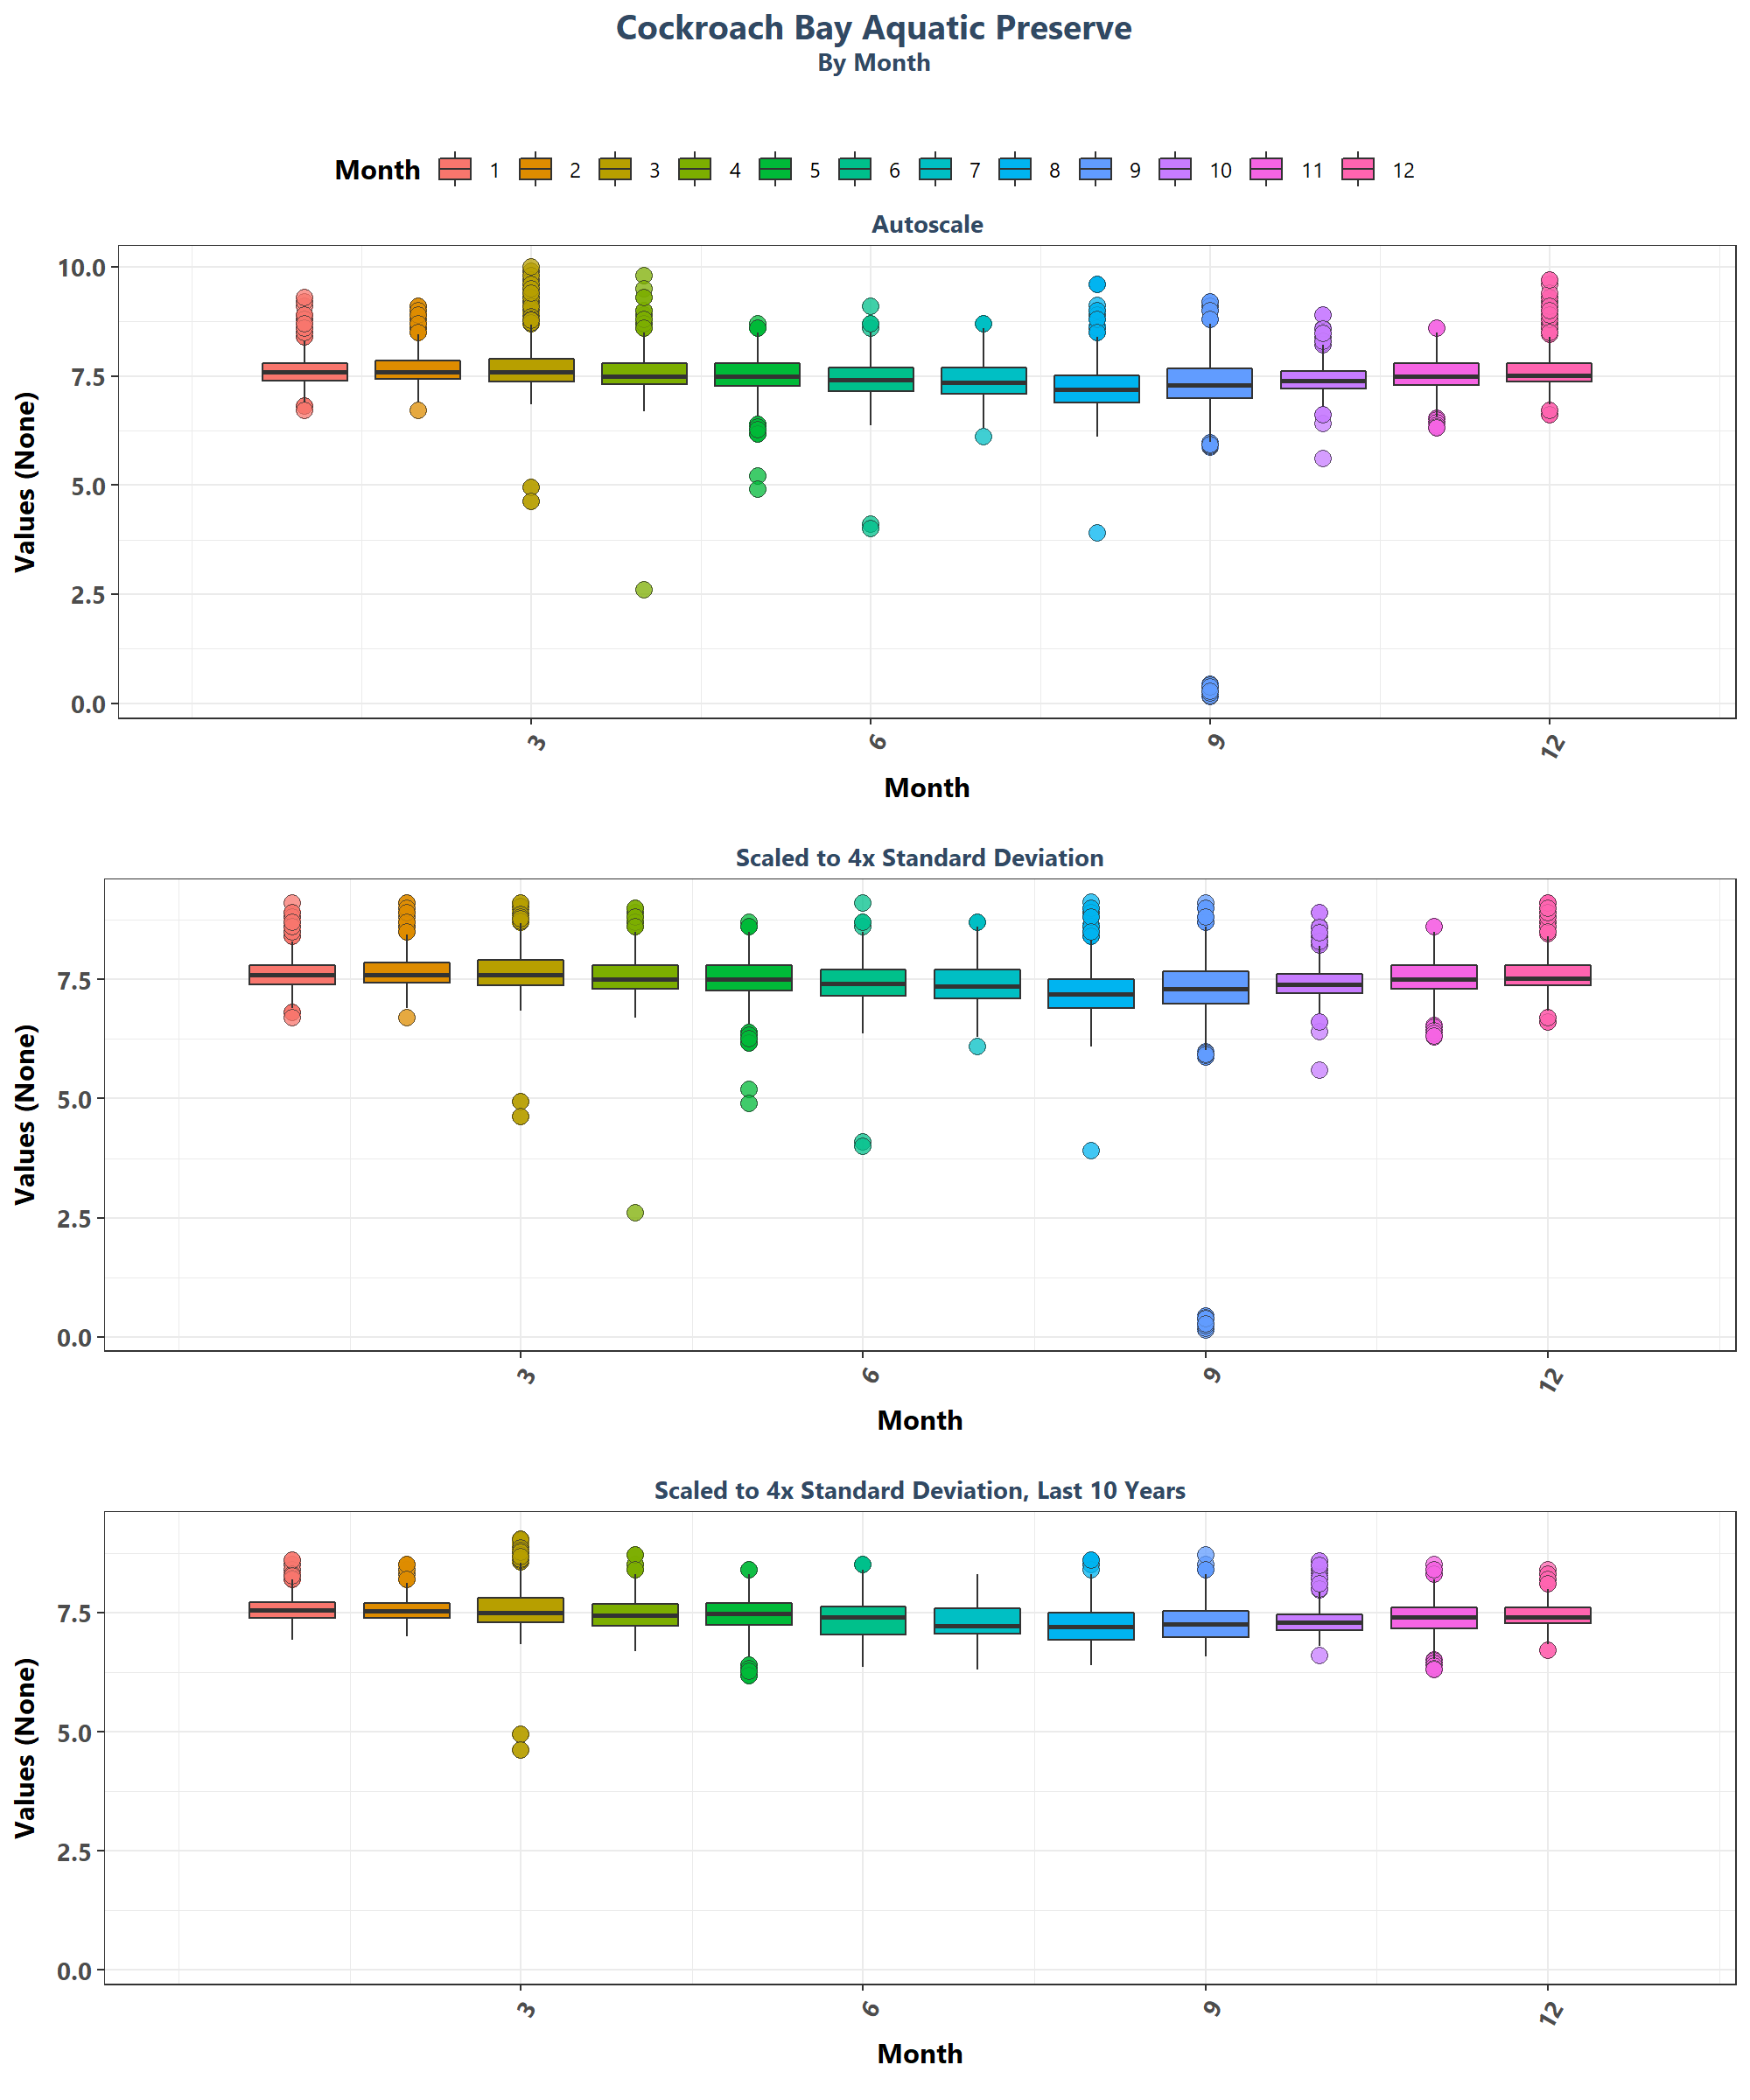 Cockroach Bay Aquatic Preserve
By Month
Month 1 2 3 4 5 6 7 8 9 10 11 12
Autoscale
Values (None)
10.0
7.5
5.0
2.5
0.0
3 6 9 12
Month
Scaled to 4x Standard Deviation
Values (None)
7.5
5.0
2.5
0.0
3 6 9 12
Month
Scaled to 4x Standard Deviation, Last 10 Years
Values (None)
7.5
5.0
2.5
0.0
3 6 9 12
Month